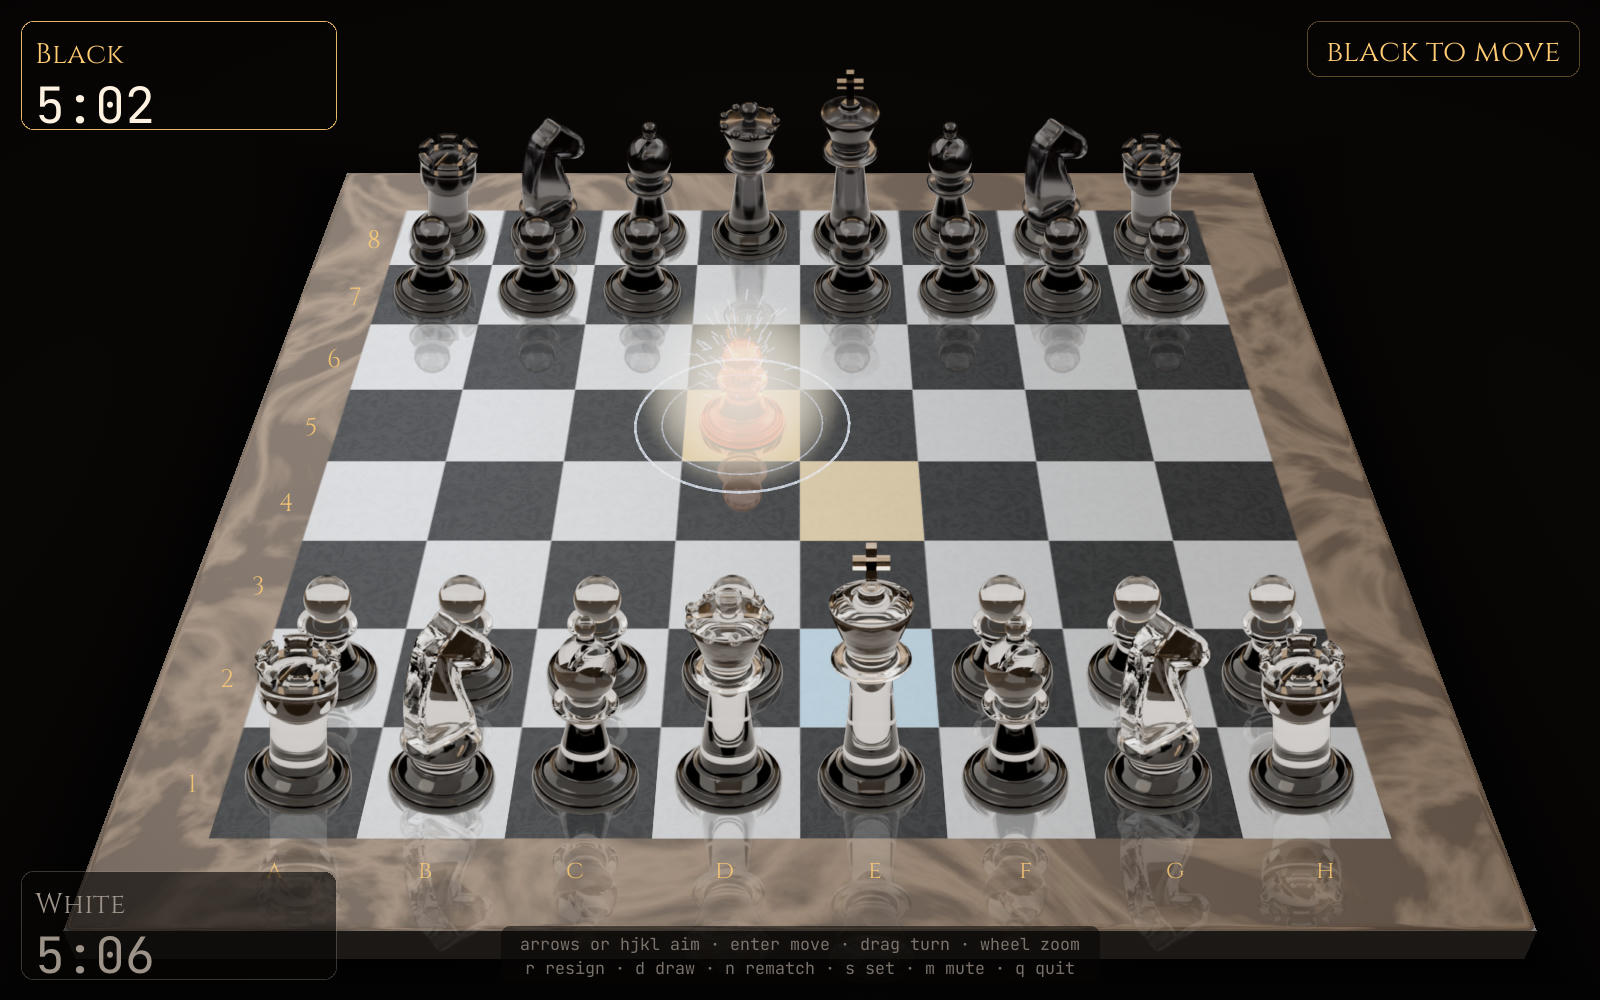 BLACK
5:02
BLACK TO MOVE
8
7
6
5
4
3
2
1
A B C D E F G H
WHITE
5:06
arrows or hjkl aim · enter move · drag turn · wheel zoom
r resign · d draw · n rematch · s set · m mute · q quit